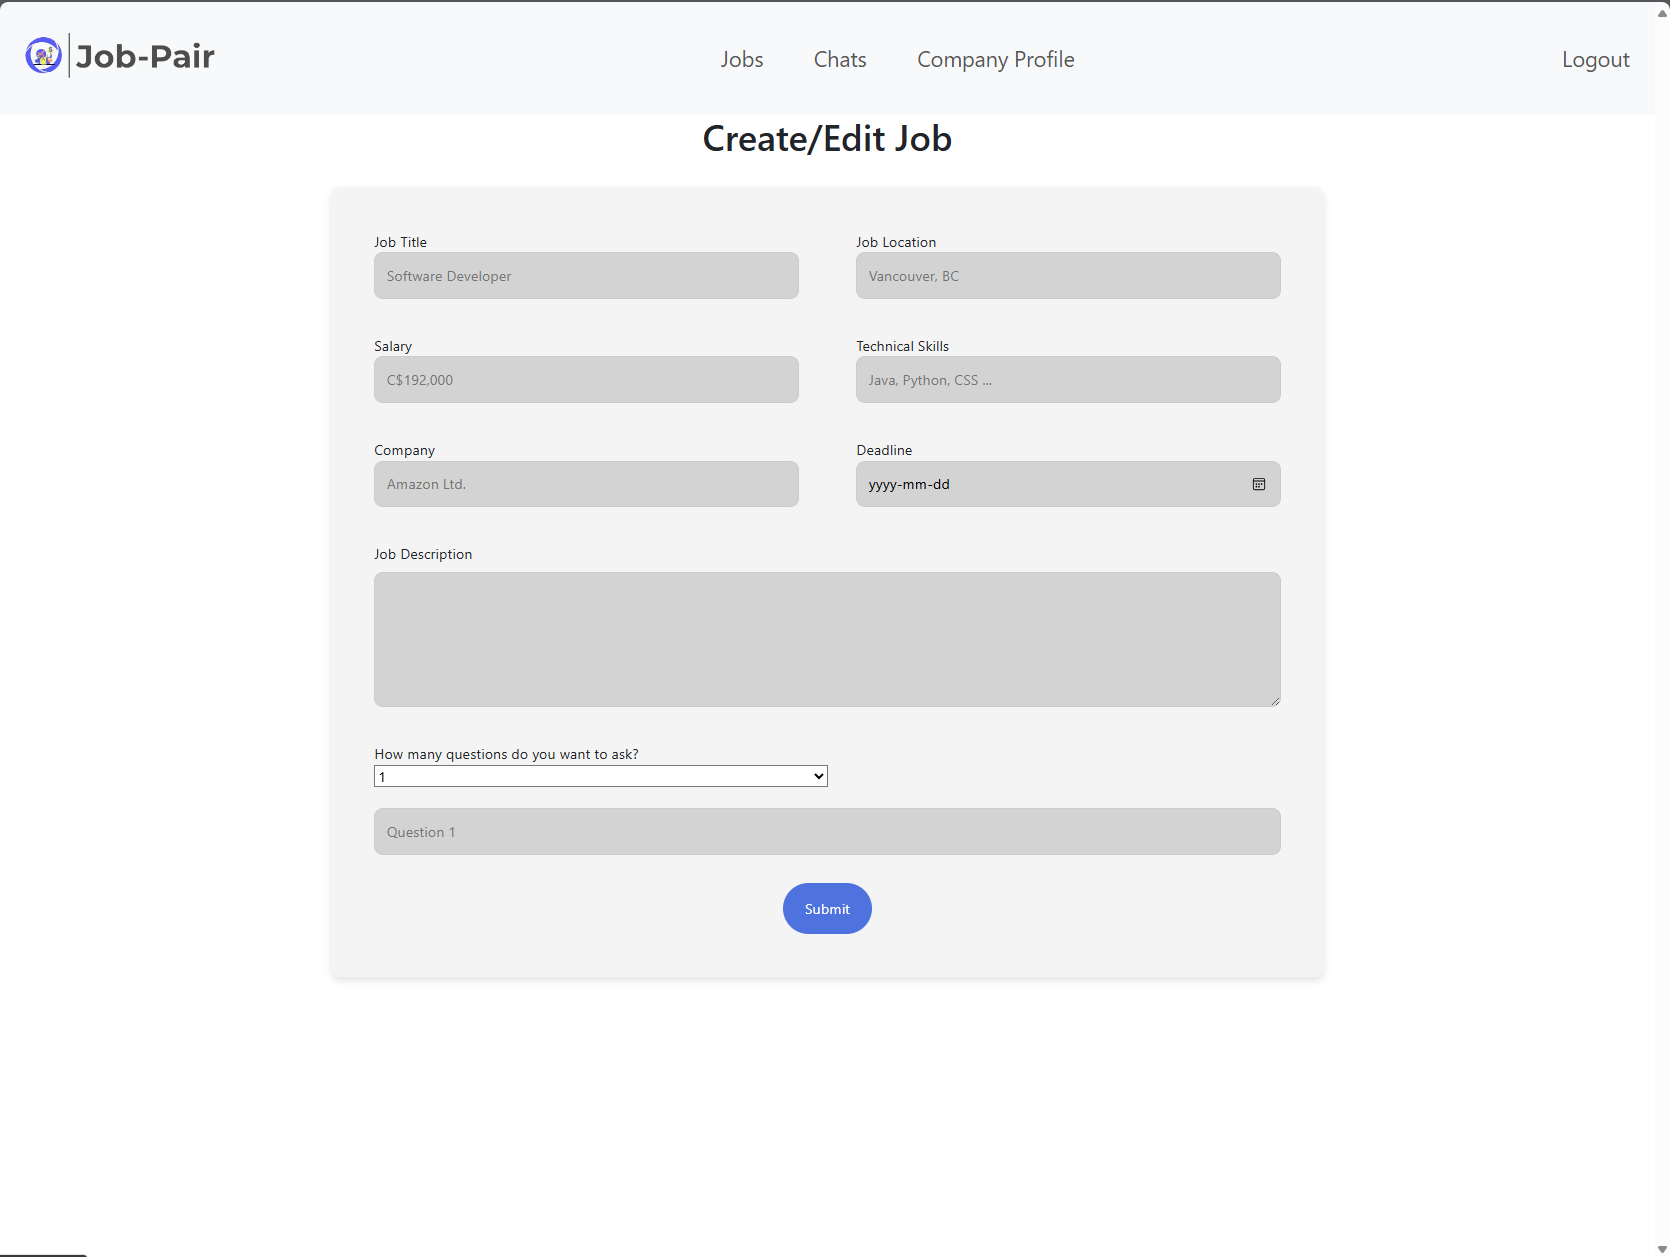 Job-Pair
Jobs
Chats
Company Profile
Logout
Create/Edit Job
Job Title
Job Location
Software Developer
Vancouver, BC
Salary
Technical Skills
C$192,000
Java, Python, CSS ...
Company
Deadline
Amazon Ltd.
yyyy-mm-dd
Job Description
How many questions do you want to ask?
1
Question 1
Submit